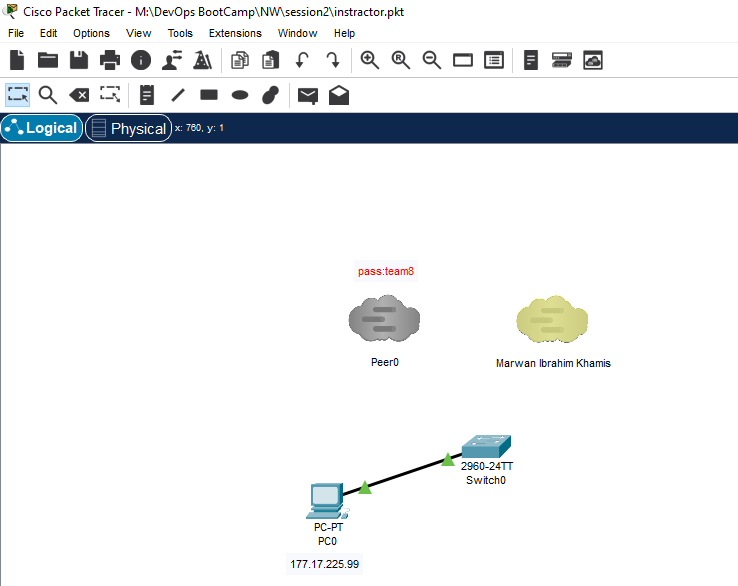 Cisco Packet Tracer - M:\DevOps BootCamp\NW\session2\instractor.pkt
File Edit Options View Tools Extensions Window Help
Logical Physical x: 760, y: 1
pass:team8
Peer0 Marwan Ibrahim Khamis
2960-24TT
Switch0
PC-PT
PC0
177.17.225.99